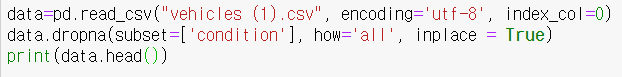 data=pd.read_csv("vehicles (1).csv", encoding='utf-8', index_col=0)
data.dropna(subset=['condition'], how='all', inplace = True)
print(data.head())